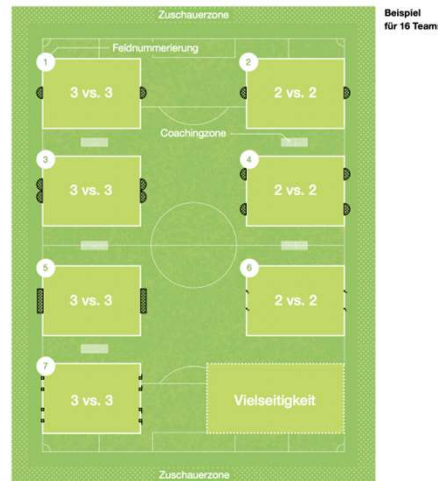 Zuschauerzone
Beispiel
für 16 Team
Feldnummerierung
1
2
3 vs. 3
2 vs. 2
Coachingzone
3
4
3 vs. 3
2 vs. 2
5
6
3 vs. 3
2 vs. 2
7
3 vs. 3
Vielseitigkeit
Zuschauerzone